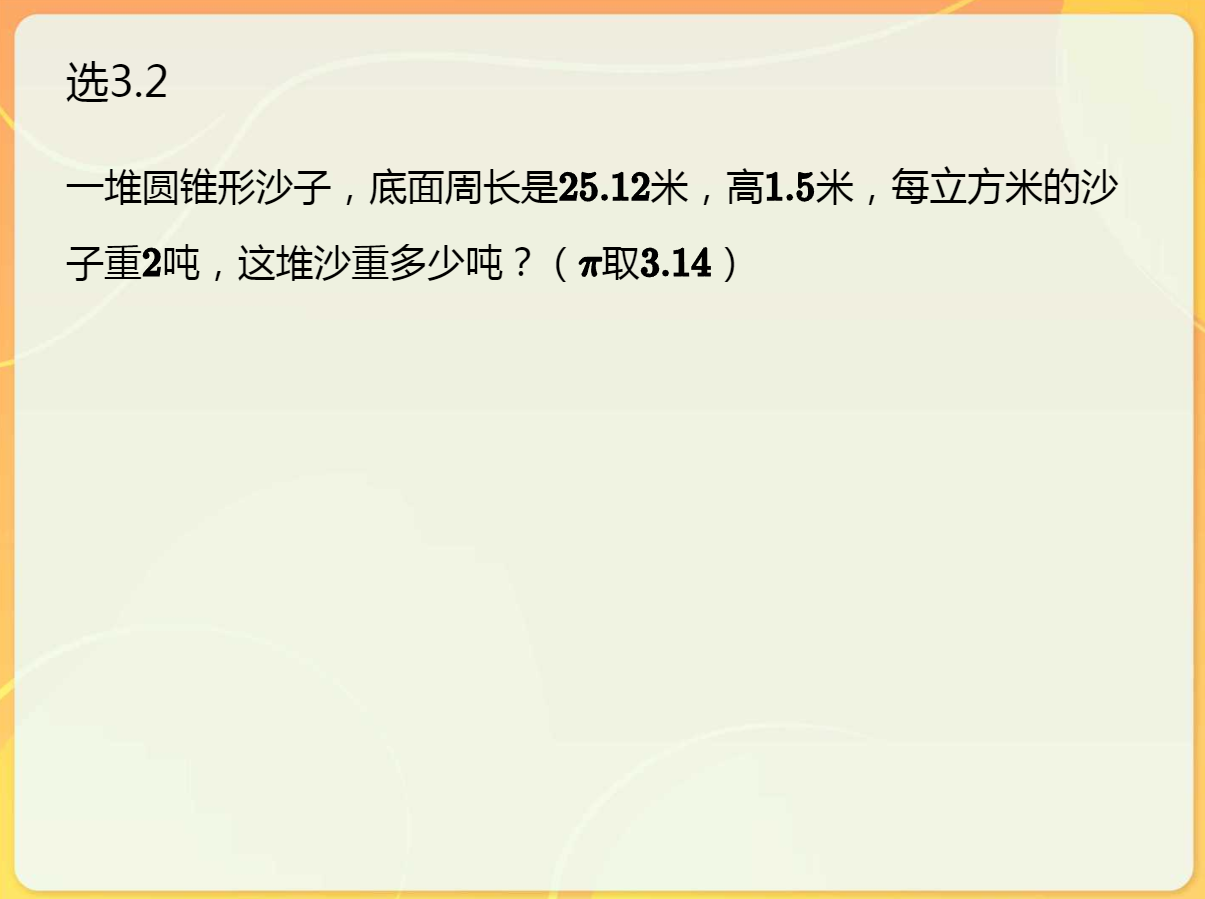 选3.2
一堆圆锥形沙子，底面周长是25.12米，高1.5米，每立方米的沙
子重2吨，这堆沙重多少吨？（π取3.14）